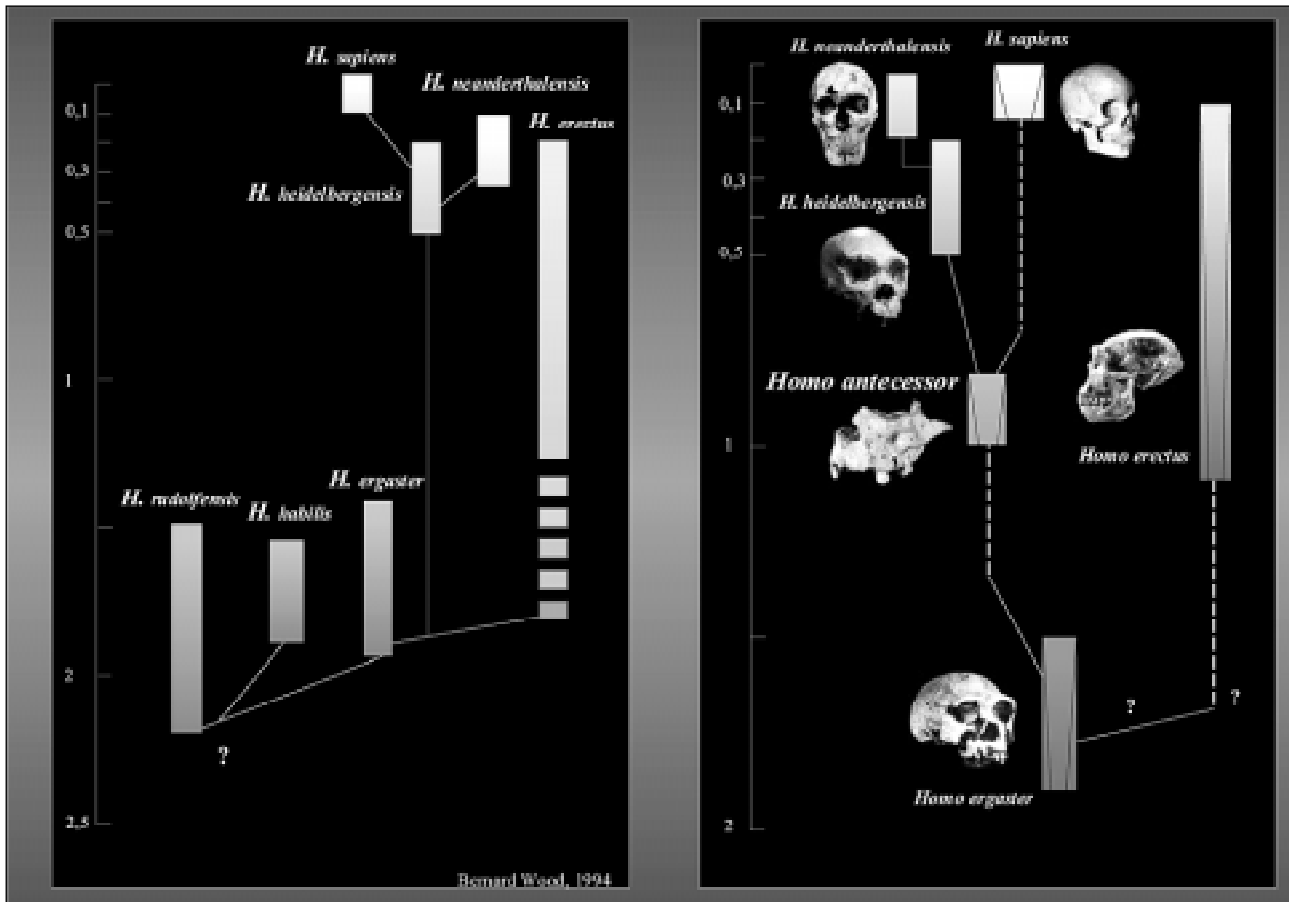 H. sapiens
H. neanderthalensis
H. erectus
H. heidelbergensis
H. ergaster
H. rudolfensis
H. habilis
0,1
0,3
0,5
1
2
2,5
?
Bernard Wood, 1994
H. neanderthalensis
H. sapiens
H. heidelbergensis
Homo antecessor
Homo erectus
Homo ergaster
0,1
0,3
0,5
1
2
?
?